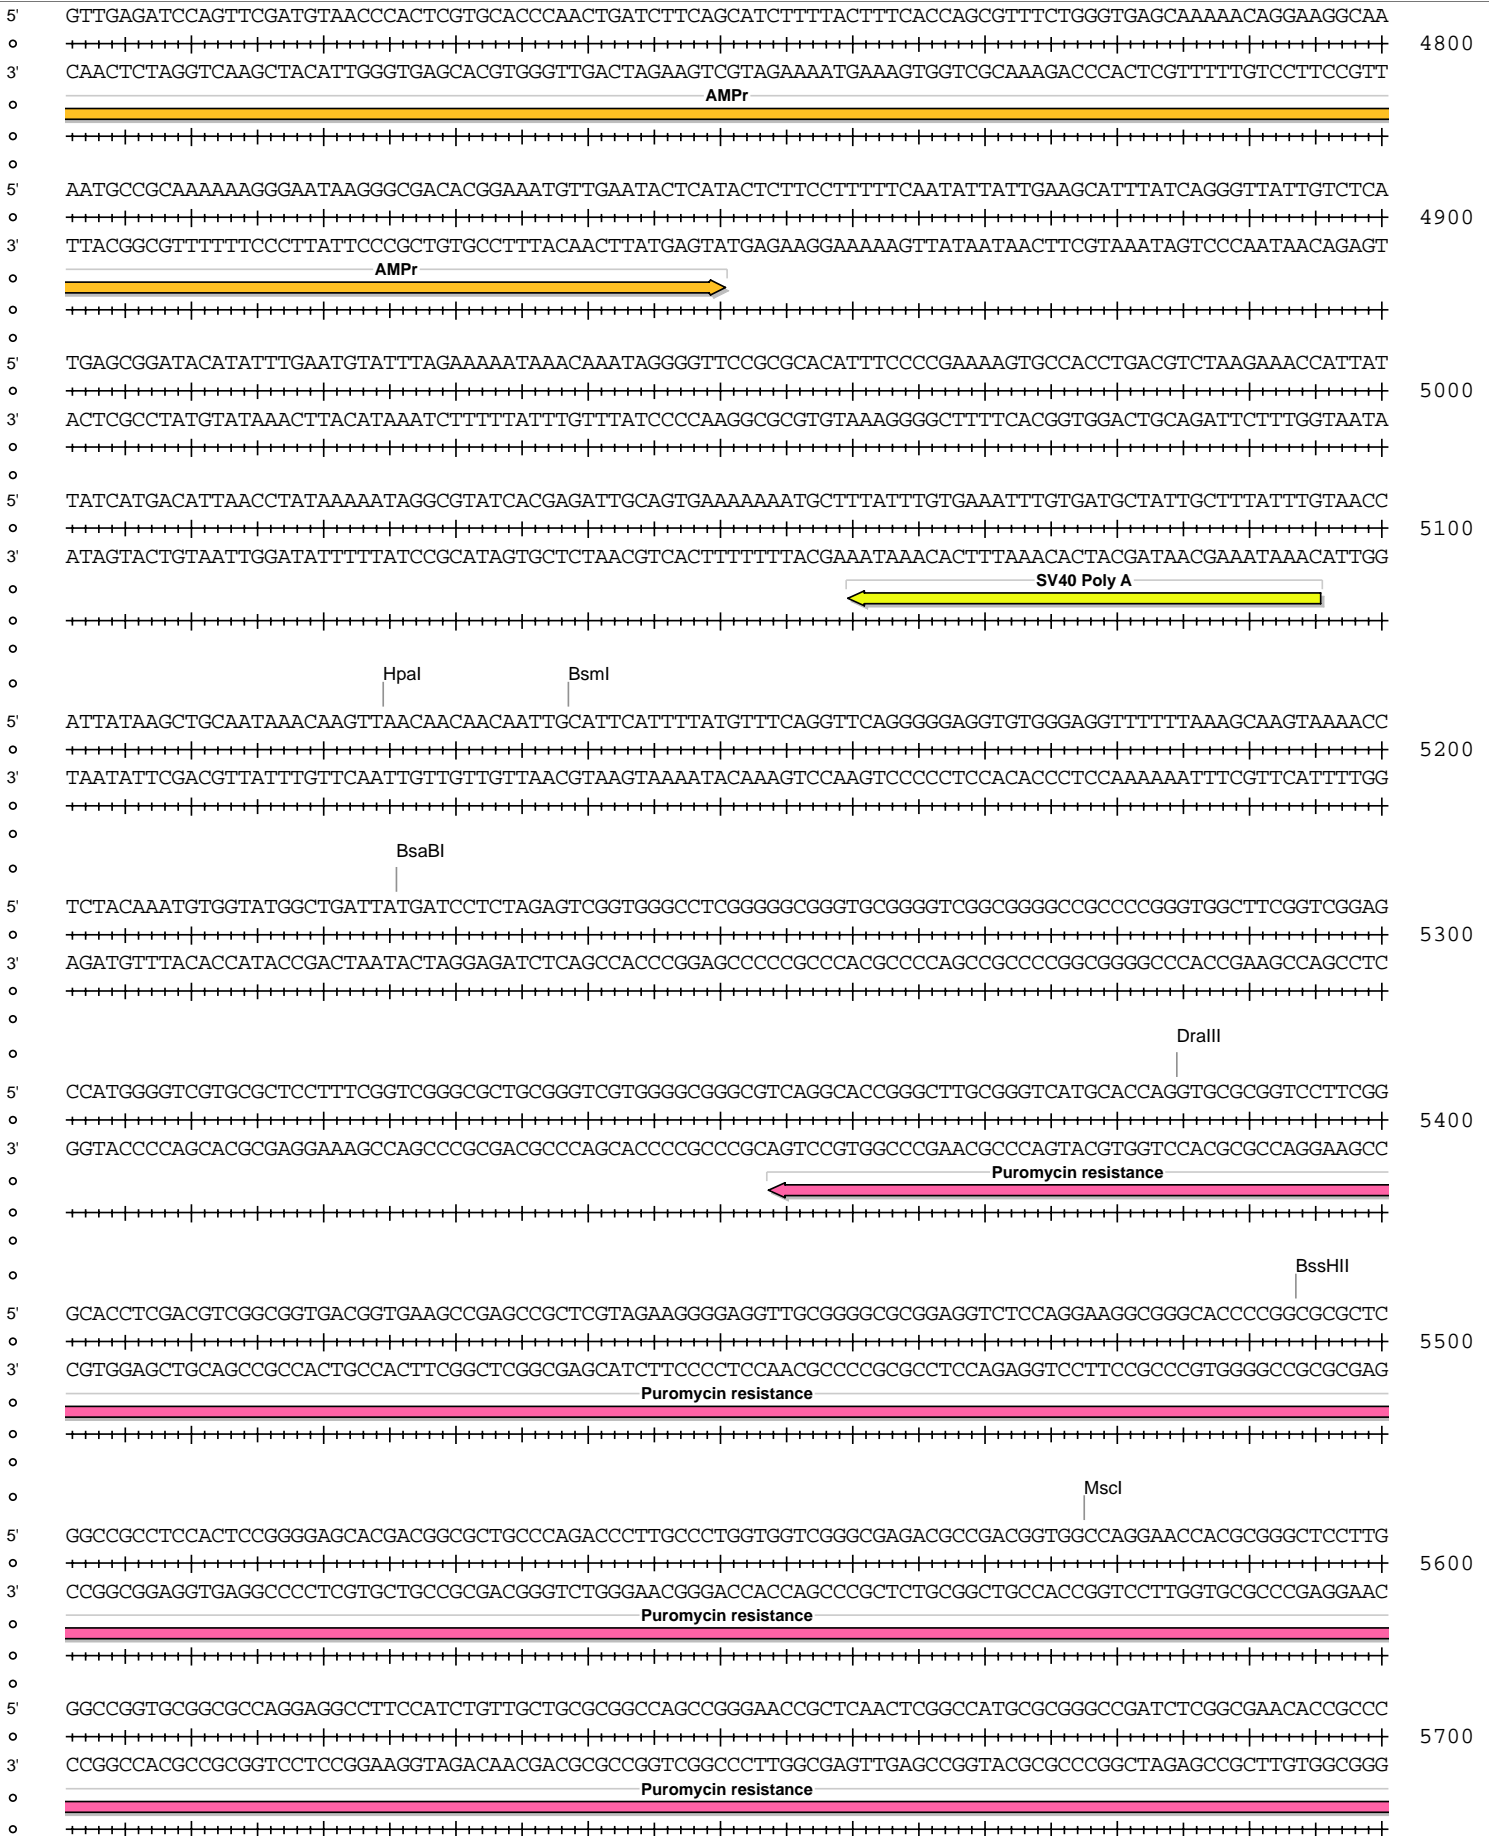 5' GTTGAGATCCAGTTCGATGTAACCCACTCGTGCACCCAACTGATCTTCAGCATCTTTTACTTTCACCAGCGTTTCTGGGTGAGCAAAAACAGGAAGGCAA
4800
3' CAACTCTAGGTCAAGCTACATTGGGTGAGCACGTGGGTTGACTAGAAGTCGTAGAAAATGAAAGTGGTCGCAAAGACCCACTCGTTTTTGTCCTTCCGTT
AMPr
5' AATGCCGCAAAAAAGGGAATAAGGGCGACACGGAAATGTTGAATACTCATACTCTTCCTTTTTCAATATTATTGAAGCATTTATCAGGGTTATTGTCTCA
4900
3' TTACGGCGTTTTTTCCCTTATTCCCGCTGTGCCTTTACAACTTATGAGTATGAGAAGGAAAAAGTTATAATAACTTCGTAAATAGTCCCAATAACAGAGT
AMPr
5' TGAGCGGATACATATTTGAATGTATTTAGAAAAATAAACAAATAGGGGTTCCGCGCACATTTCCCCGAAAAGTGCCACCTGACGTCTAAGAAACCATTAT
5000
3' ACTCGCCTATGTATAAACTTACATAAATCTTTTTATTTGTTTATCCCCAAGGCGCGTGTAAAGGGGCTTTTCACGGTGGACTGCAGATTCTTTGGTAATA
5' TATCATGACATTAACCTATAAAAATAGGCGTATCACGAGATTGCAGTGAAAAAAATGCTTTATTTGTGAAATTTGTGATGCTATTGCTTTATTTGTAACC
5100
3' ATAGTACTGTAATTGGATATTTTTATCCGCATAGTGCTCTAACGTCACTTTTTTTACGAAATAAACACTTTAAACACTACGATAACGAAATAAACATTGG
SV40 Poly A
HpaI BsmI
5' ATTATAAGCTGCAATAAACAAGTTAACAACAACAATTGCATTCATTTTATGTTTCAGGTTCAGGGGGAGGTGTGGGAGGTTTTTTAAAGCAAGTAAAACC
5200
3' TAATATTCGACGTTATTTGTTCAATTGTTGTTGTTAACGTAAGTAAAATACAAAGTCCAAGTCCCCCTCCACACCCTCCAAAAAATTTCGTTCATTTTGG
BsaBI
5' TCTACAAATGTGGTATGGCTGATTATGATCCTCTAGAGTCGGTGGGCCTCGGGGGCGGGTGCGGGGTCGGCGGGGCCGCCCCGGGTGGCTTCGGTCGGAG
5300
3' AGATGTTTACACCATACCGACTAATACTAGGAGATCTCAGCCACCCGGAGCCCCCGCCCACGCCCCAGCCGCCCCGGCGGGGCCCACCGAAGCCAGCCTC
DraIII
5' CCATGGGGTCGTGCGCTCCTTTCGGTCGGGCGCTGCGGGTCGTGGGGCGGGCGTCAGGCACCGGGCTTGCGGGTCATGCACCAGGTGCGCGGTCCTTCGG
5400
3' GGTACCCCAGCACGCGAGGAAAGCCAGCCCGCGACGCCCAGCACCCCGCCCGCAGTCCGTGGCCCGAACGCCCAGTACGTGGTCCACGCGCCAGGAAGCC
Puromycin resistance
BssHII
5' GCACCTCGACGTCGGCGGTGACGGTGAAGCCGAGCCGCTCGTAGAAGGGGAGGTTGCGGGGCGCGGAGGTCTCCAGGAAGGCGGGCACCCCGGCGCGCTC
5500
3' CGTGGAGCTGCAGCCGCCACTGCCACTTCGGCTCGGCGAGCATCTTCCCCTCCAACGCCCCGCGCCTCCAGAGGTCCTTCCGCCCGTGGGGCCGCGCGAG
Puromycin resistance
MscI
5' GGCCGCCTCCACTCCGGGGAGCACGACGGCGCTGCCCAGACCCTTGCCCTGGTGGTCGGGCGAGACGCCGACGGTGGCCAGGAACCACGCGGGCTCCTTG
5600
3' CCGGCGGAGGTGAGGCCCCTCGTGCTGCCGCGACGGGTCTGGGAACGGGACCACCAGCCCGCTCTGCGGCTGCCACCGGTCCTTGGTGCGCCCGAGGAAC
Puromycin resistance
5' GGCCGGTGCGGCGCCAGGAGGCCTTCCATCTGTTGCTGCGCGGCCAGCCGGGAACCGCTCAACTCGGCCATGCGCGGGCCGATCTCGGCGAACACCGCCC
5700
3' CCGGCCACGCCGCGGTCCTCCGGAAGGTAGACAACGACGCGCCGGTCGGCCCTTGGCGAGTTGAGCCGGTACGCGCCCGGCTAGAGCCGCTTGTGGCGGG
Puromycin resistance